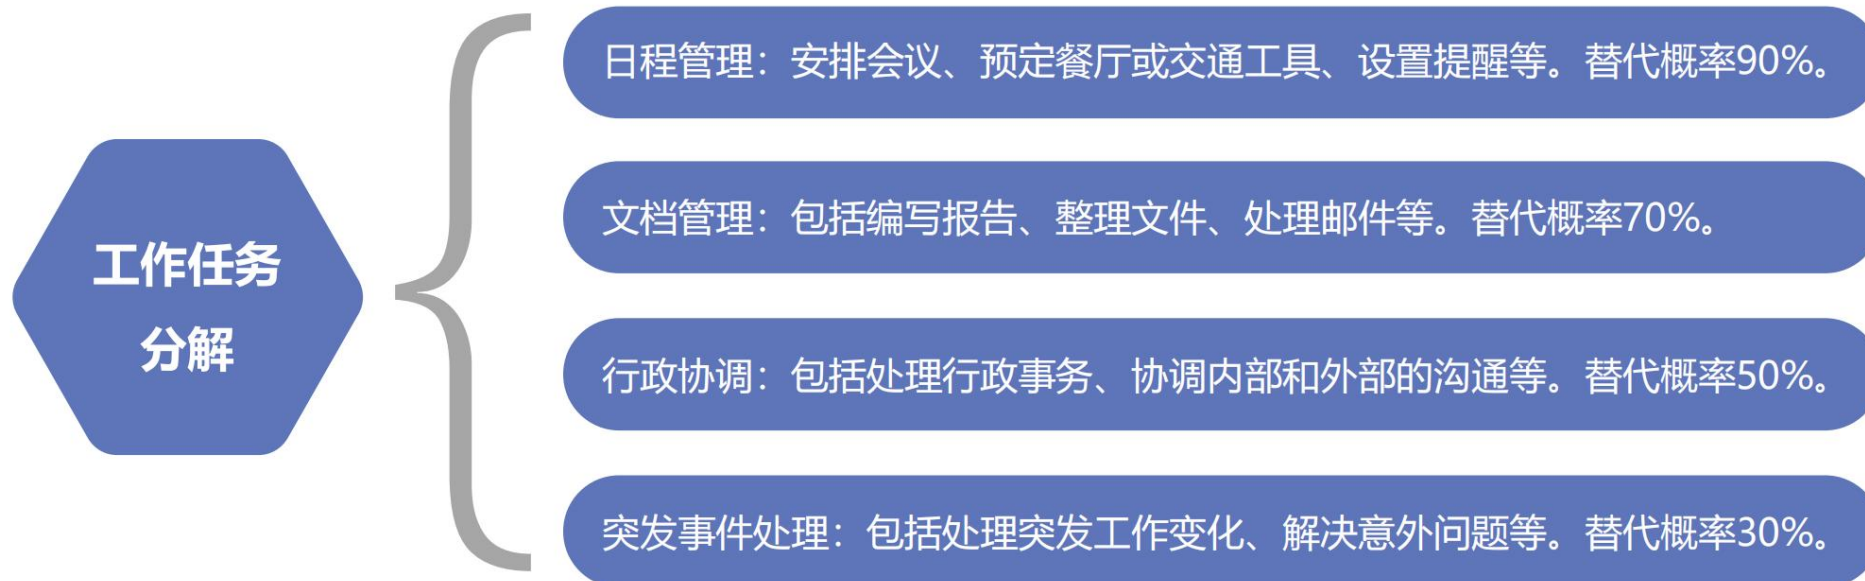 工作任务
分解
日程管理：安排会议、预定餐厅或交通工具、设置提醒等。替代概率90%。
文档管理：包括编写报告、整理文件、处理邮件等。替代概率70%。
行政协调：包括处理行政事务、协调内部和外部的沟通等。替代概率50%。
突发事件处理：包括处理突发工作变化、解决意外问题等。替代概率30%。